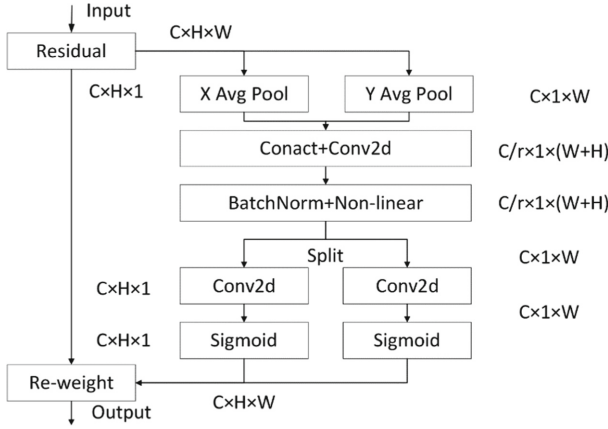 Input
C×H×W
Residual
C×H×1
X Avg Pool
Y Avg Pool
C×1×W
Conact+Conv2d
C/r×1×(W+H)
BatchNorm+Non-linear
C/r×1×(W+H)
Split
C×1×W
C×H×1
Conv2d
Conv2d
C×1×W
C×H×1
Sigmoid
Sigmoid
Re-weight
C×H×W
Output